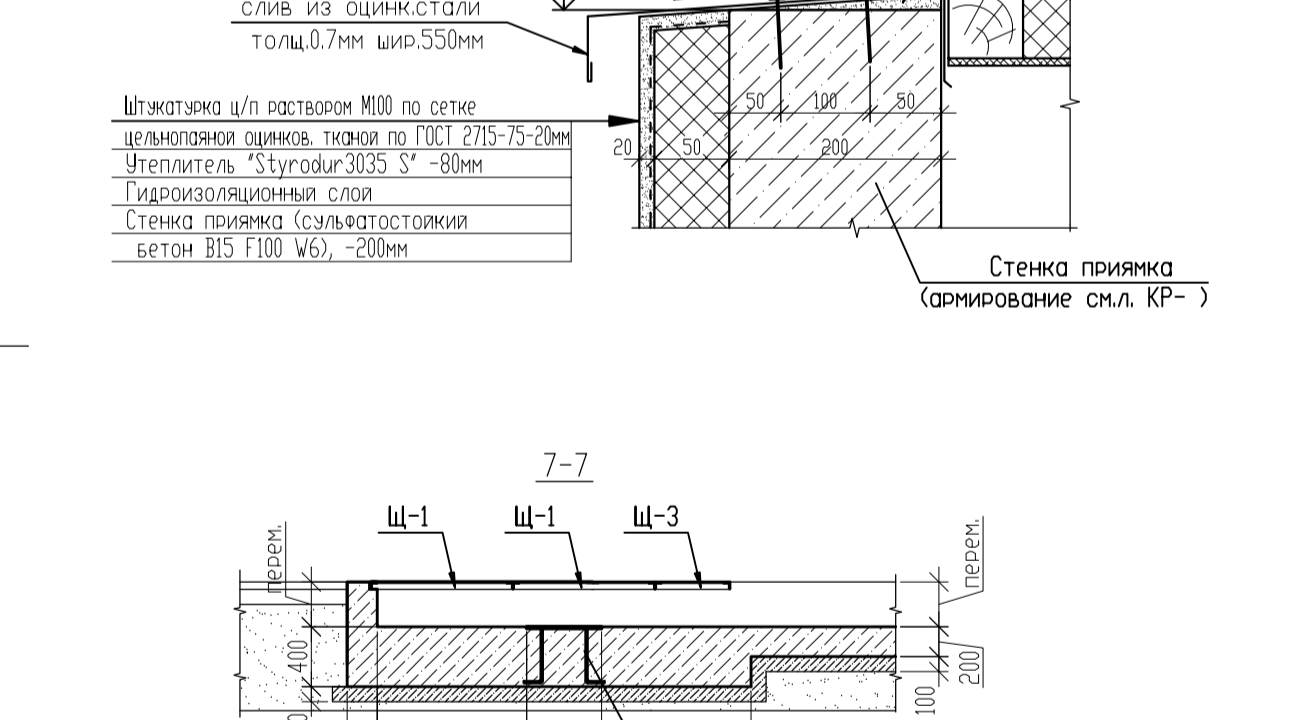 слив из оцинк.стали
толщ.0.7мм шир.550мм
Штукатурка ц/п раствором М100 по сетке
цельнопаяной оцинков. тканой по ГОСТ 2715-75-20мм
Утеплитель "Styrodur3035 S" -80мм
Гидроизоляционный слой
Стенка приямка (сульфатостойкий
бетон В15 F100 W6), -200мм
50 100 50
20 50 200
Стенка приямка
(армирование см.л. КР- )
7-7
Щ-1 Щ-1 Щ-3
перем.
перем.
400
200
100